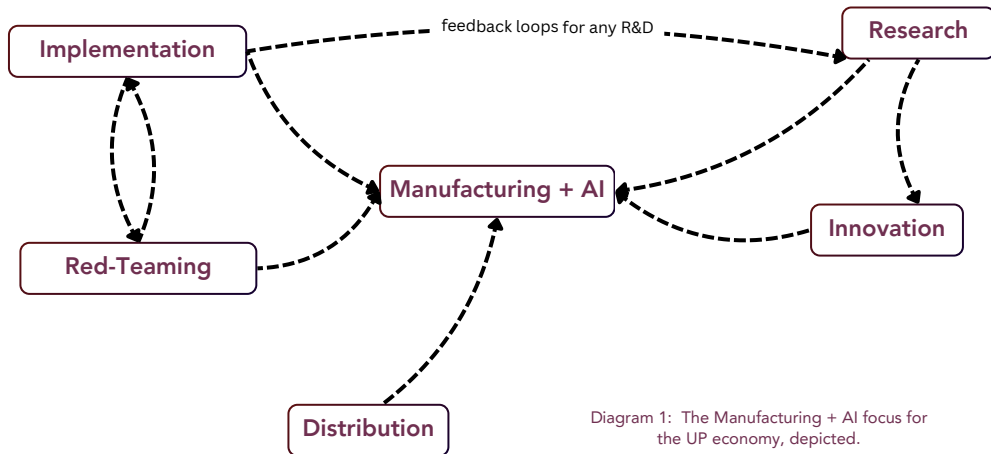 Implementation
feedback loops for any R&D
Research
Manufacturing + AI
Innovation
Red-Teaming
Distribution
Diagram 1:  The Manufacturing + AI focus for
the UP economy, depicted.